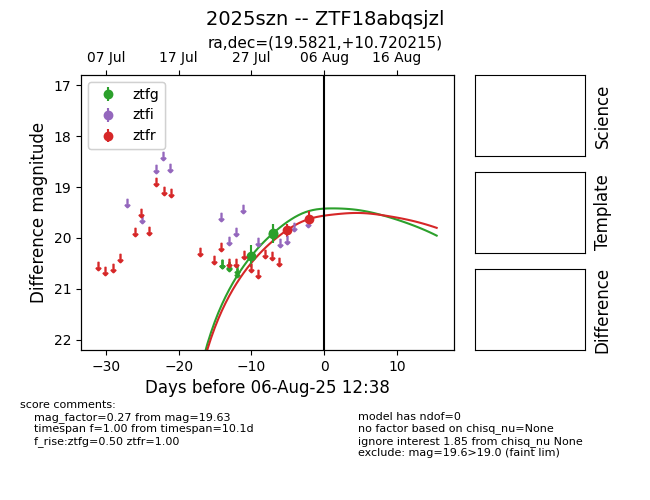 2025szn -- ZTF18abqsjzl
ra,dec=(19.5821,+10.720215)
07 Jul 17 Jul 27 Jul 06 Aug 16 Aug
ztfg
ztfi
ztfr
17
18
19
20
21
22
Difference magnitude
−30 −20 −10 0 10
Days before 06-Aug-25 12:38
Science
Template
Difference
score comments:
mag_factor=0.27 from mag=19.63
timespan f=1.00 from timespan=10.1d
f_rise:ztfg=0.50 ztfr=1.00
model has ndof=0
no factor based on chisq_nu=None
ignore interest 1.85 from chisq_nu None
exclude: mag=19.6>19.0 (faint lim)